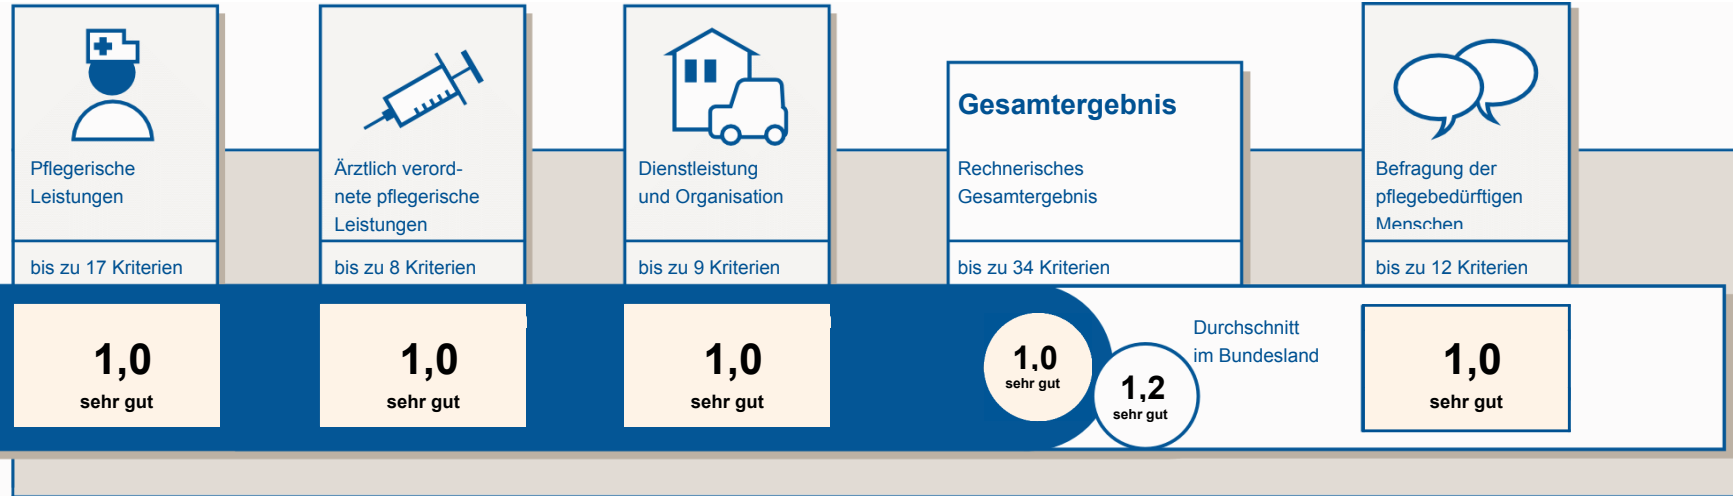 Pflegerische
Leistungen
bis zu 17 Kriterien
1,0
sehr gut
Ärztlich verord-
nete pflegerische
Leistungen
bis zu 8 Kriterien
1,0
sehr gut
Dienstleistung
und Organisation
bis zu 9 Kriterien
1,0
sehr gut
Gesamtergebnis
Rechnerisches
Gesamtergebnis
bis zu 34 Kriterien
1,0
sehr gut
1,2
sehr gut
Durchschnitt
im Bundesland
Befragung der
pflegebedürftigen
Menschen
bis zu 12 Kriterien
1,0
sehr gut